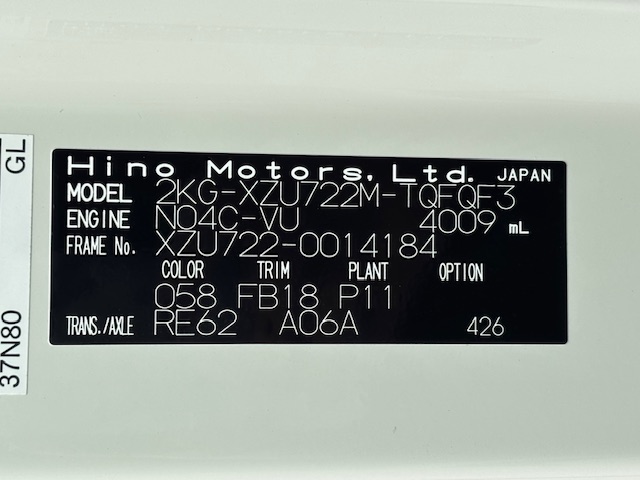 Hino Motors, Ltd. JAPAN
MODEL 2KG-XZU722M-TQFQF3
ENGINE N04C-VU 4009 mL
FRAME No. XZU722-0014184
COLOR TRIM PLANT OPTION
058 FB18 P11
TRANS./AXLE RE62 A06A 426
37N80 GL